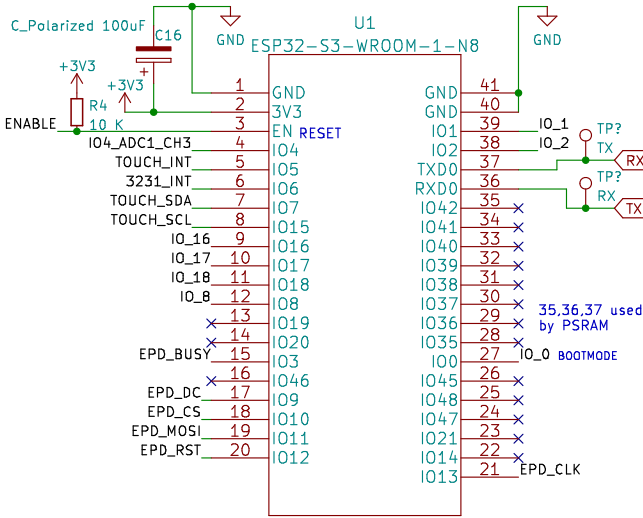 C_Polarized 100uF
C16
GND
U1
GND
ESP32-S3-WROOM-1-N8
+3V3
+3V3
R4
10 K
ENABLE
1 GND
2 3V3
3 EN RESET
IO4_ADC1_CH3 4 IO4
TOUCH_INT 5 IO5
3231_INT 6 IO6
TOUCH_SDA 7 IO7
TOUCH_SCL 8 IO15
IO_16 9 IO16
IO_17 10 IO17
IO_18 11 IO18
IO_8 12 IO8
13 IO19
14 IO20
EPD_BUSY 15 IO3
16 IO46
EPD_DC 17 IO9
EPD_CS 18 IO10
EPD_MOSI 19 IO11
EPD_RST 20 IO12
GND 41
GND 40
IO1 39 IO_1
IO2 38 IO_2
TXD0 37
TP?
TX
RX
RXD0 36
TP?
RX
TX
IO42 35
IO41 34
IO40 33
IO39 32
IO38 31
IO37 30
IO36 29
IO35 28
35,36,37 used
by PSRAM
IO0 27 IO_0 BOOTMODE
IO45 26
IO48 25
IO47 24
IO21 23
IO14 22
IO13 21 EPD_CLK